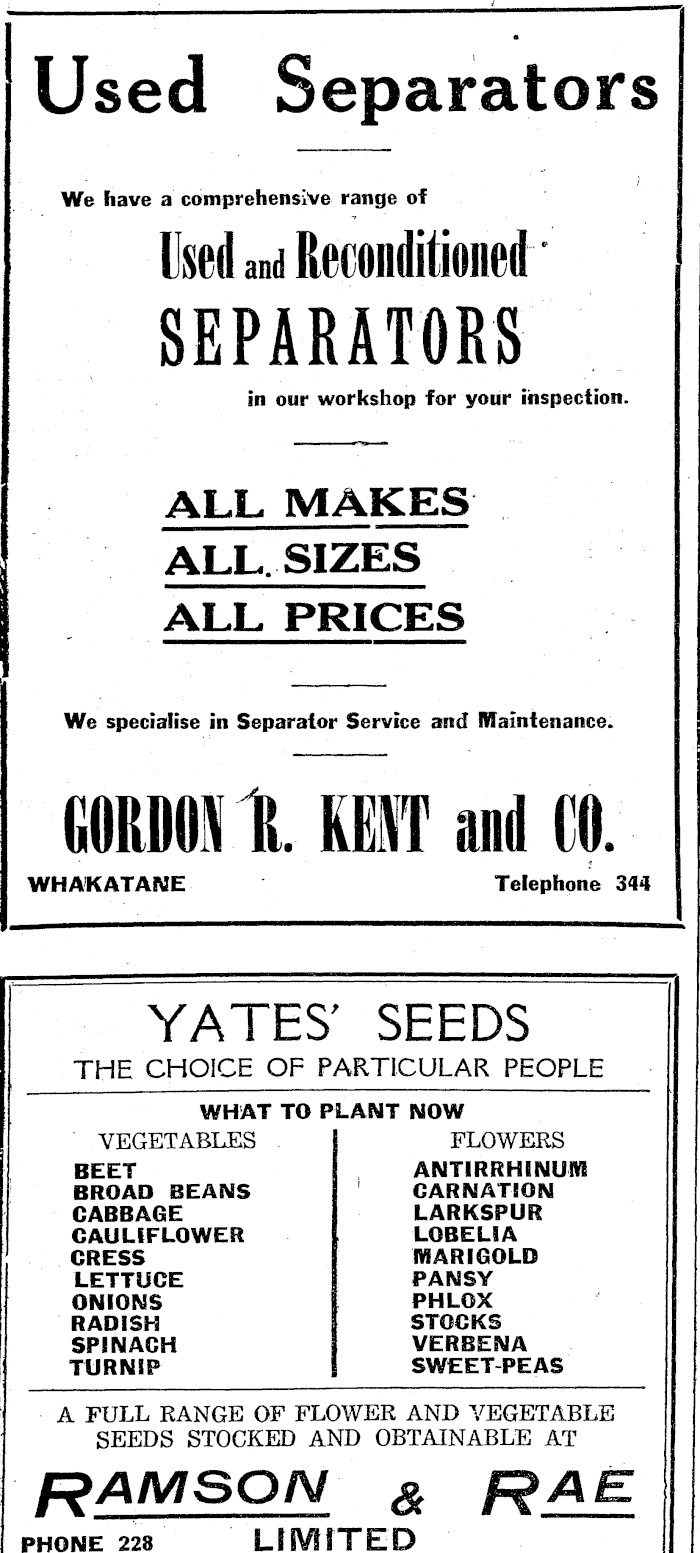 Used Separators
We have a comprehensive range of
Used and Reconditioned
SEPARATORS
in our workshop for your inspection.
ALL MAKES
ALL SIZES
ALL PRICES
We specialise in Separator Service and Maintenance.
GORDON R. KENT and CO.
WHAKATANE Telephone 344
YATES' SEEDS
THE CHOICE OF PARTICULAR PEOPLE
WHAT TO PLANT NOW
VEGETABLES
BEET
BROAD BEANS
CABBAGE
CAULIFLOWER
CRESS
LETTUCE
ONIONS
RADISH
SPINACH
TURNIP
FLOWERS
ANTIRRHINUM
CARNATION
LARKSPUR
LOBELIA
MARIGOLD
PANSY
PHLOX
STOCKS
VERBENA
SWEET-PEAS
A FULL RANGE OF FLOWER AND VEGETABLE
SEEDS STOCKED AND OBTAINABLE AT
RAMSON & RAE
PHONE 228 LIMITED